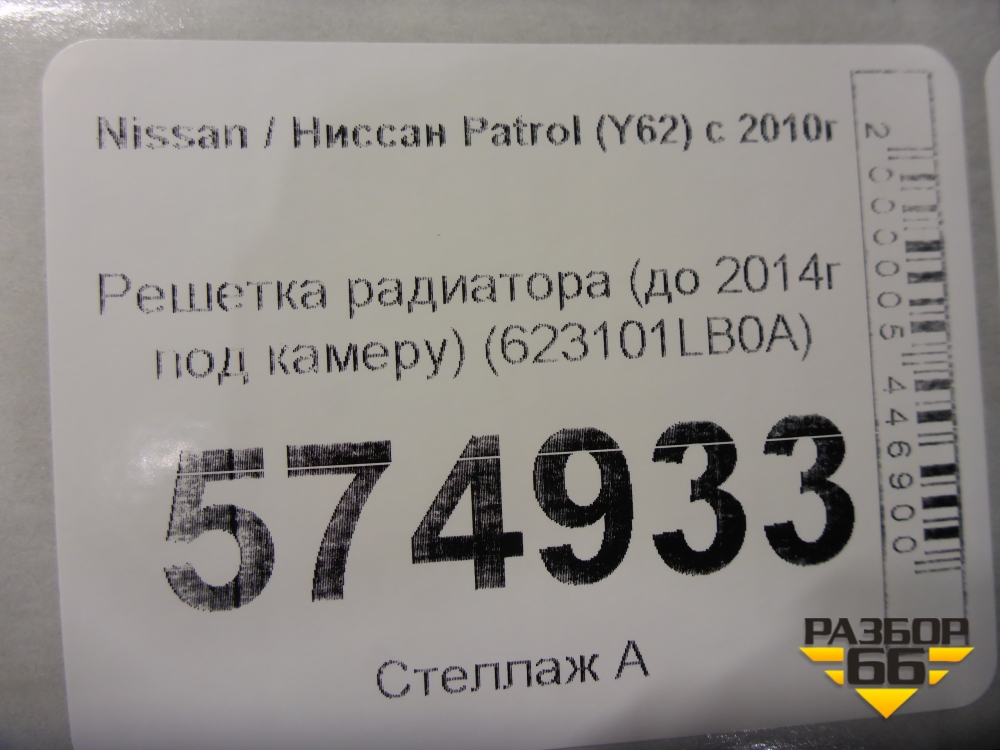 Nissan / Ниссан Patrol (Y62) с 2010г
Решетка радиатора (до 2014г
под камеру) (623101LB0A)
574933
Стеллаж А
2000005446900
РАЗБОР
66